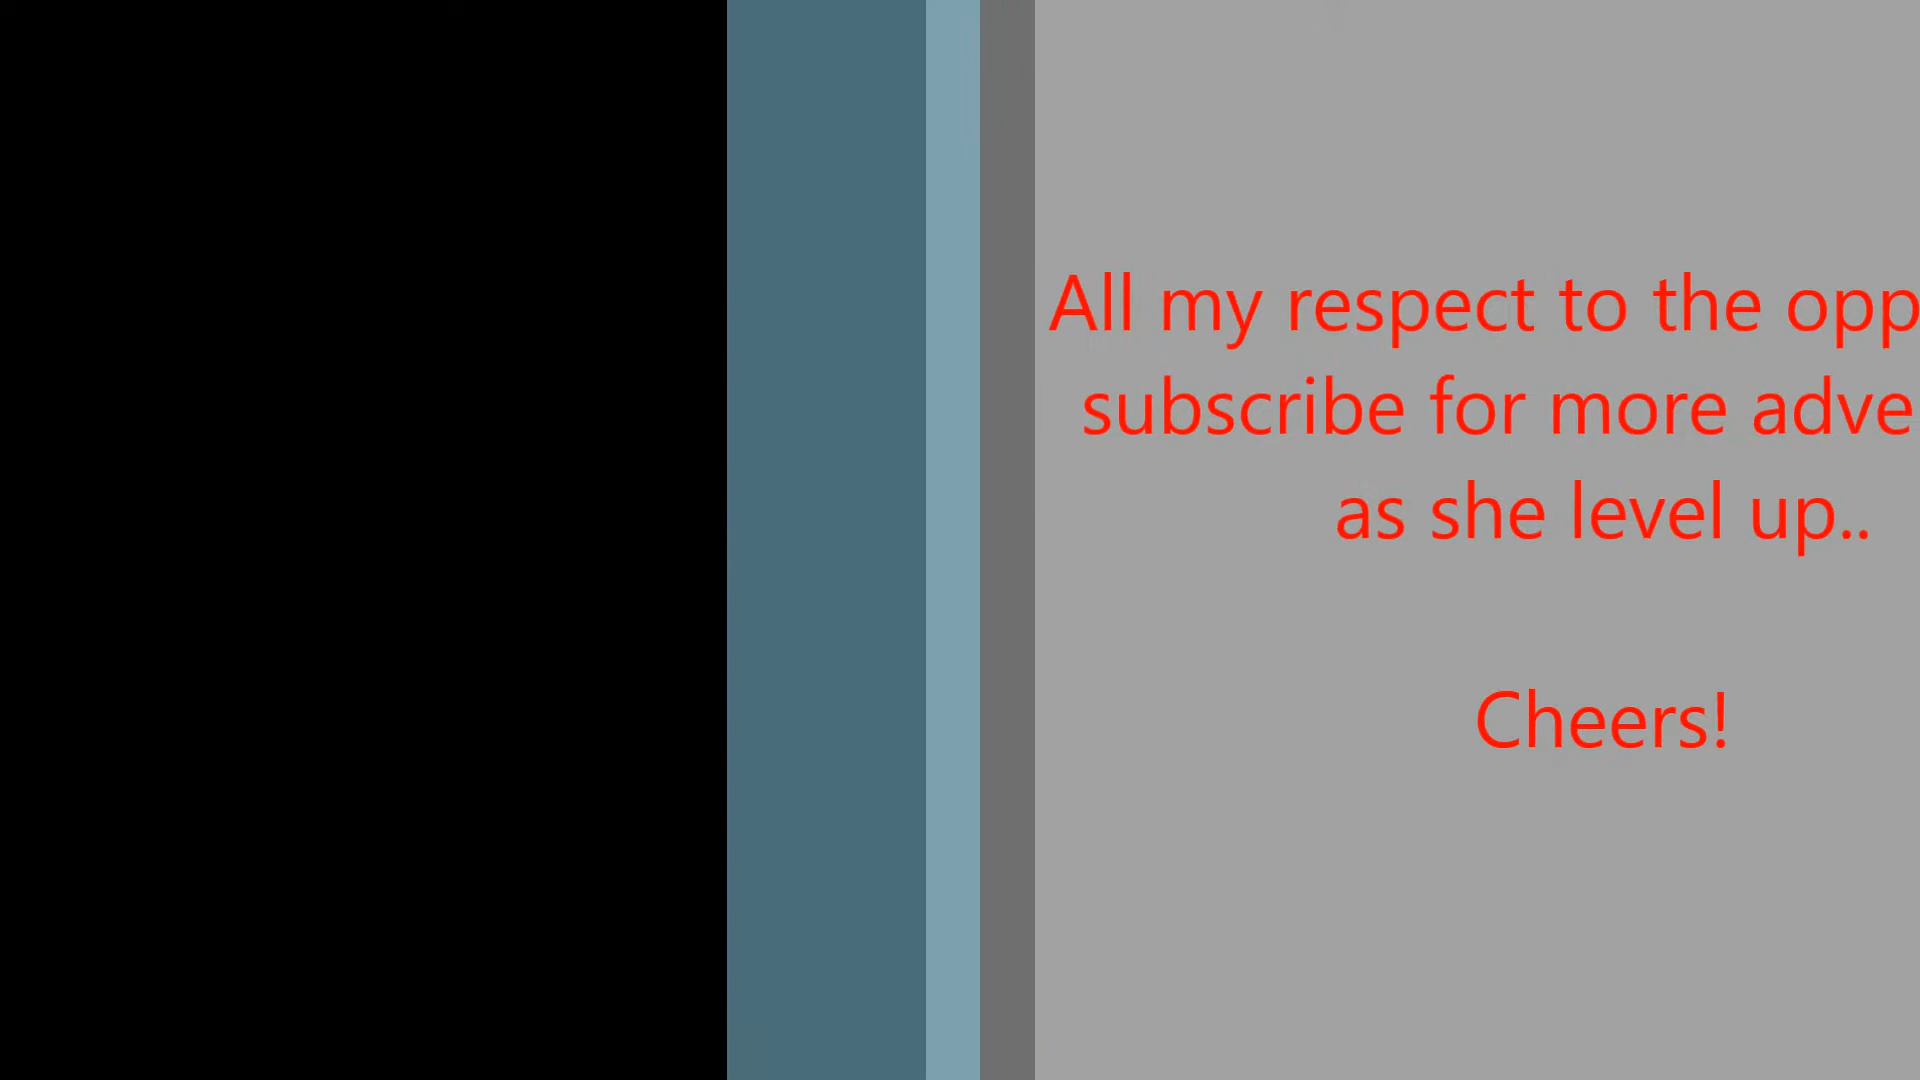 All my respect to the opp
subscribe for more adve
as she level up..
Cheers!